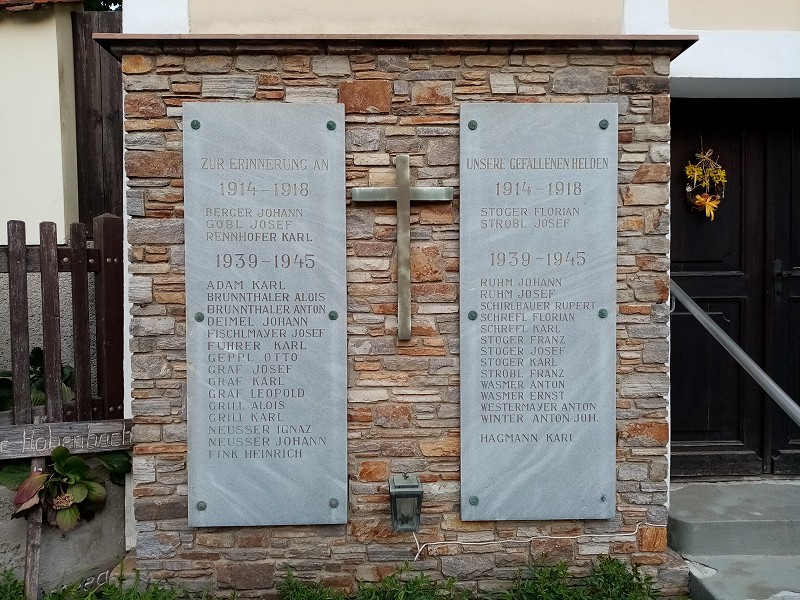 ZUR ERINNERUNG AN
1914-1918
BERGER JOHANN
GÖBL JOSEF
RENNHOFER KARL
1939-1945
ADAM KARL
BRUNNTHALER ALOIS
BRUNNTHALER ANTON
DEIMEL JOHANN
FISCHLMAYER JOSEF
FÜHRER KARL
GEPPL OTTO
GRAF JOSEF
GRAF KARL
GRAF LEOPOLD
GRILL ALOIS
GRILL KARL
NEUSSER IGNAZ
NEUSSER JOHANN
FINK HEINRICH
UNSERE GEFALLENEN HELDEN
1914-1918
STÖGER FLORIAN
STROBL JOSEF
1939-1945
RUHM JOHANN
RUHM JOSEF
SCHIRLBAUER RUPERT
SCHREFL FLORIAN
SCHREFL KARL
STÖGER FRANZ
STÖGER JOSEF
STÖGER KARL
STROBL FRANZ
WASMER ANTON
WASMER ERNST
WESTERMAYER ANTON
WINTER ANTON JOH.
HAGMANN KARL
Hohenbach